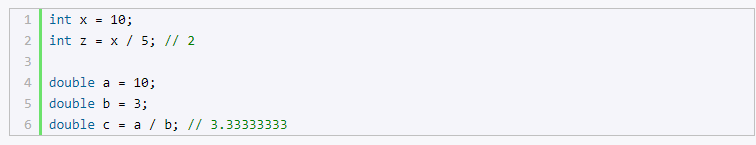 1 int x = 10;
2 int z = x / 5; // 2
3
4 double a = 10;
5 double b = 3;
6 double c = a / b; // 3.33333333